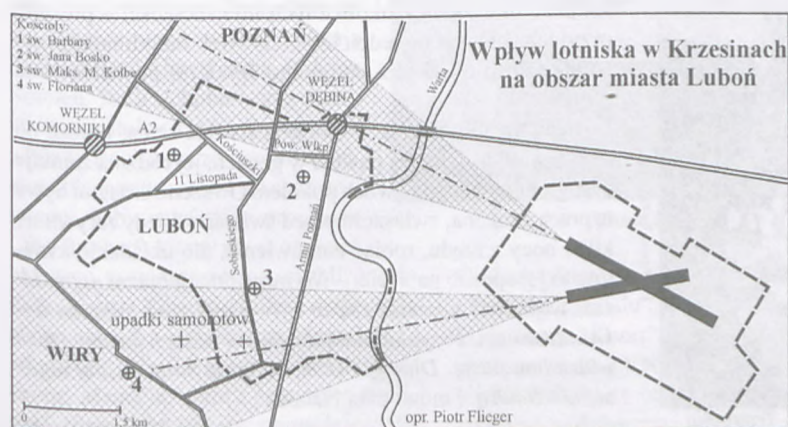 Kościoły:
1 św. Barbary
2 św. Jana Bosko
3 św. Maks. M. Kolbe
4 św. Floriana
POZNAŃ
Wpływ lotniska w Krzesinach
na obszar miasta Luboń
WĘZEŁ
DĘBINA
Warta
WĘZEŁ
KOMORNIKI
A2
Kościuszki
Pow. Wlkp
1
11 Listopada
2
LUBOŃ
Sobieskiego
Armii Poznań
3
upadki samolotów
WIRY
4
0
1,5 km
opr. Piotr Flieger